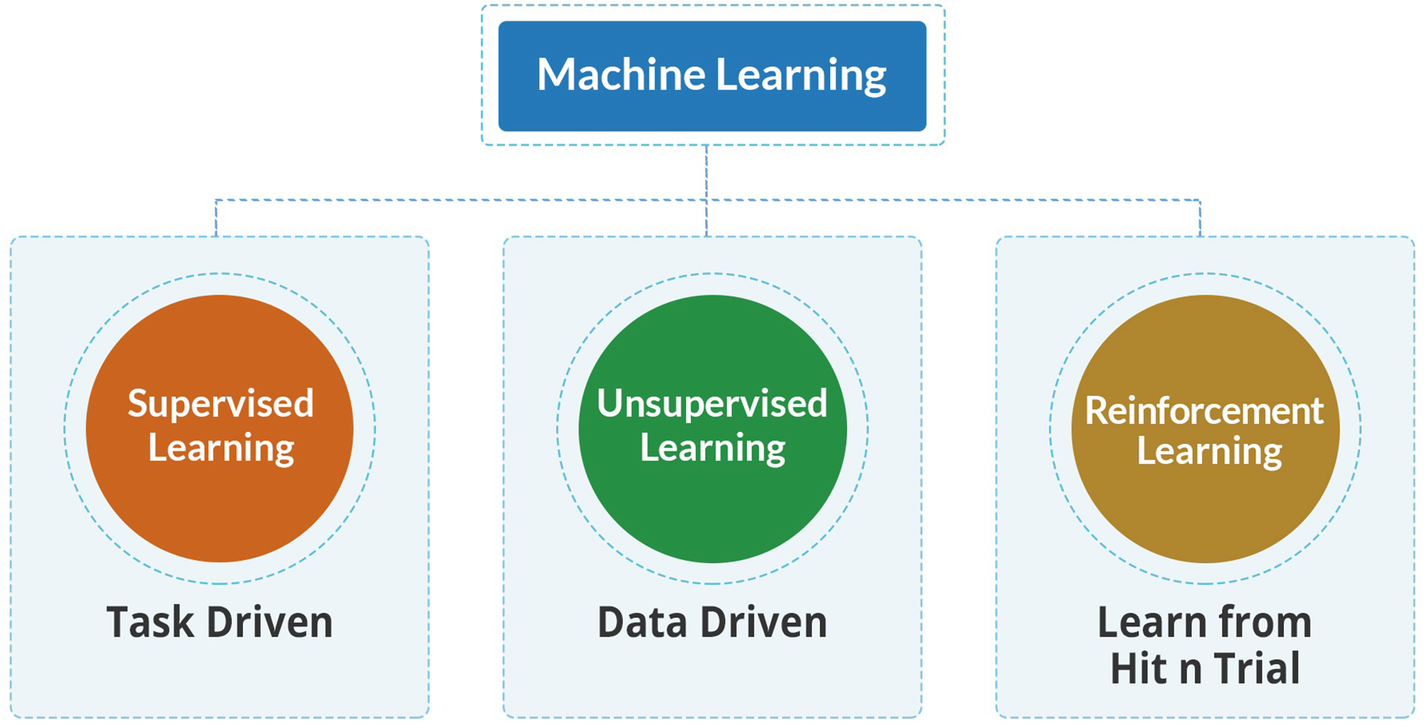 Machine Learning
Supervised
Learning
Unsupervised
Learning
Reinforcement
Learning
Task Driven
Data Driven
Learn from
Hit n Trial